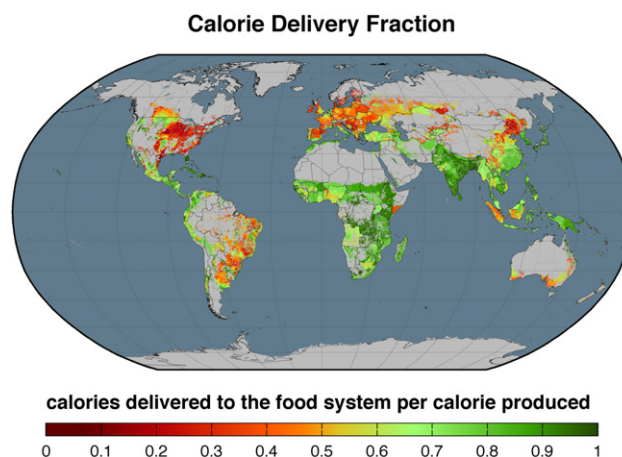 Calorie Delivery Fraction
calories delivered to the food system per calorie produced
0 0.1 0.2 0.3 0.4 0.5 0.6 0.7 0.8 0.9 1